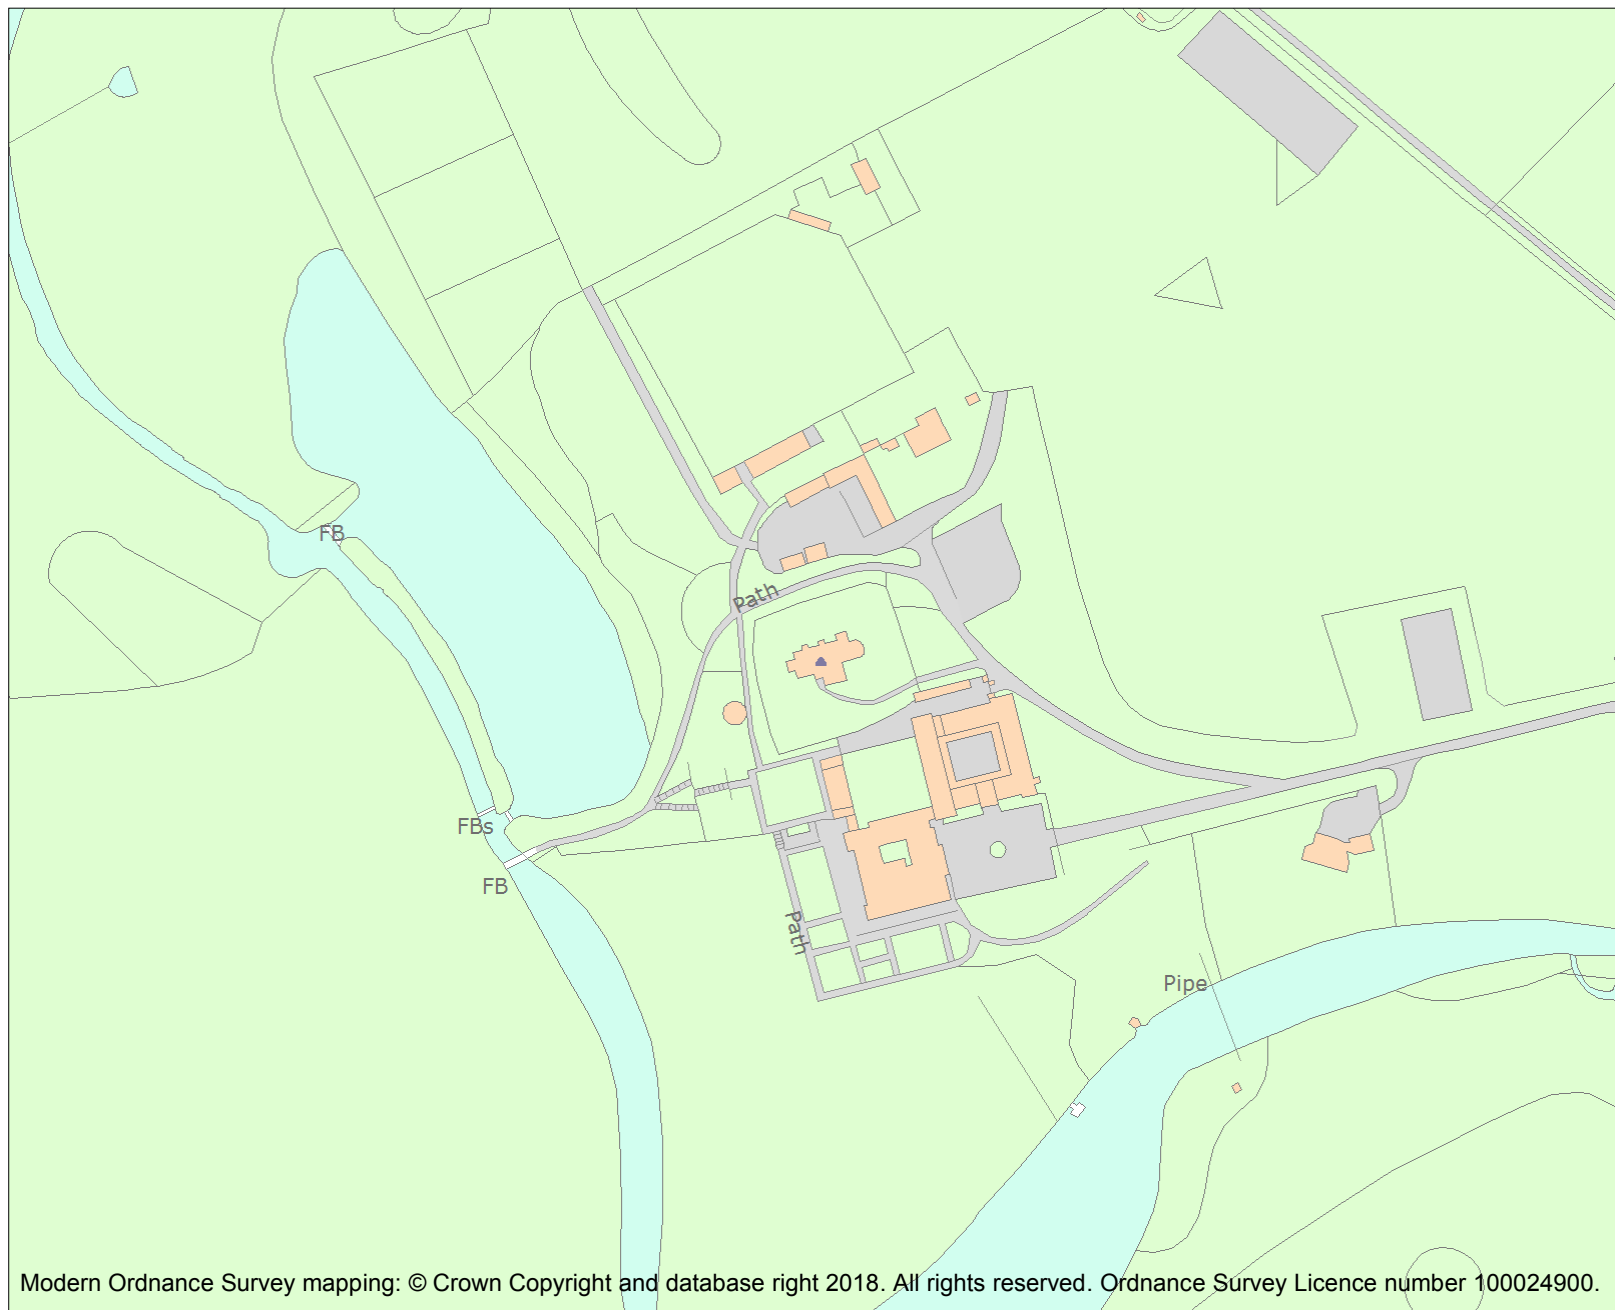 FB
Path
FBs
FB
Path
Pipe
Modern Ordnance Survey mapping: © Crown Copyright and database right 2018. All rights reserved. Ordnance Survey Licence number 100024900.